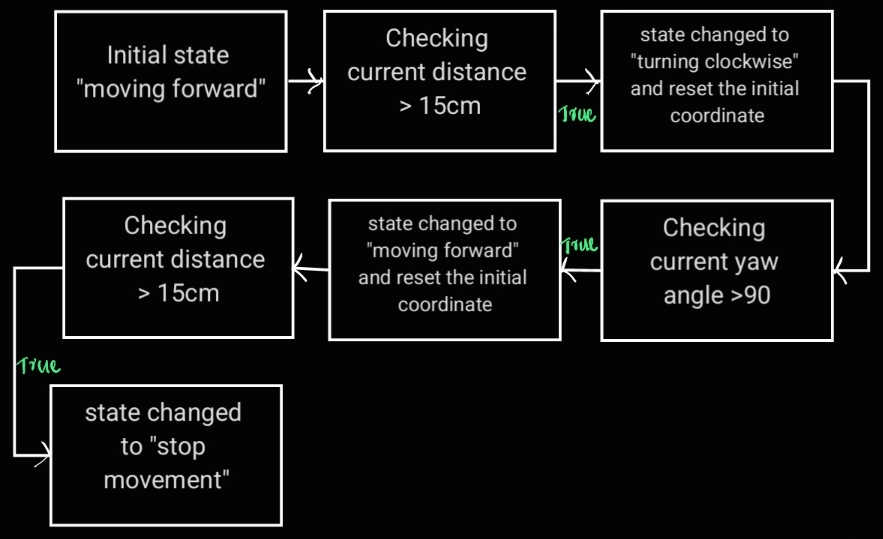 Initial state
"moving forward"
Checking
current distance
> 15cm
True
state changed to
"turning clockwise"
and reset the initial
coordinate
Checking
current yaw
angle >90
True
state changed to
"moving forward"
and reset the initial
coordinate
Checking
current distance
> 15cm
True
state changed
to "stop
movement"